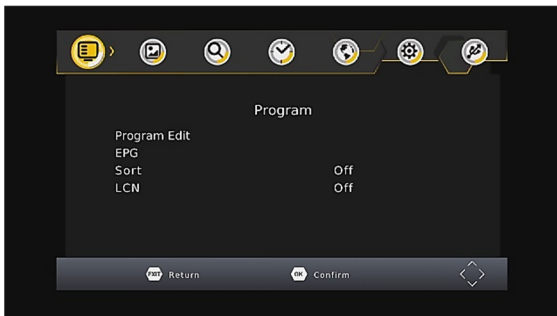 Program
Program Edit
EPG
Sort Off
LCN Off
EXIT Return OK Confirm